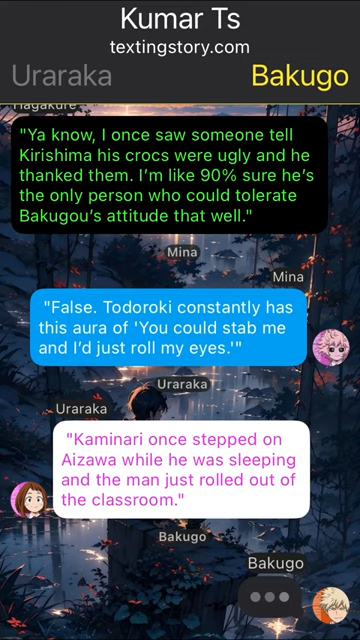 Kumar Ts
textingstory.com
Uraraka
Bakugo
Hagakure
"Ya know, I once saw someone tell
Kirishima his crocs were ugly and he
thanked them. I’m like 90% sure he’s
the only person who could tolerate
Bakugou’s attitude that well."
Mina
Mina
"False. Todoroki constantly has
this aura of 'You could stab me
and I’d just roll my eyes.'"
Uraraka
Uraraka
"Kaminari once stepped on
Aizawa while he was sleeping
and the man just rolled out of
the classroom."
Bakugo
Bakugo